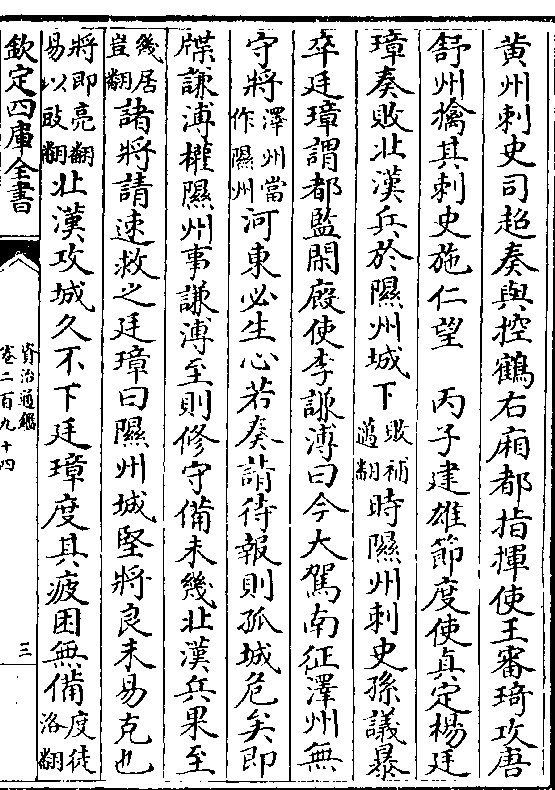 黄州刺史司超奏與控鶴右廂都指揮使王審琦攻唐
舒州擒其刺史施仁望　丙子建雄節度使真定楊廷
璋奏敗北漢兵於隰州城下敗補邁翻時隰州刺史孫議暴
卒廷璋謂都監閑廐使李謙溥曰今大駕南征澤州無
守將澤州當作隰州河東必生心若奏請待報則孤城危矣即
牒謙溥權隰州事謙溥至則修守備未幾北漢兵果至
幾居豈翻諸將請速救之廷璋曰隰州城堅將良未易克也
將即亮翻易以豉翻北漢攻城久不下廷璋度其疲困無備度徒洛翻
欽定四庫全書
資治通鑑
卷二百九十四
三